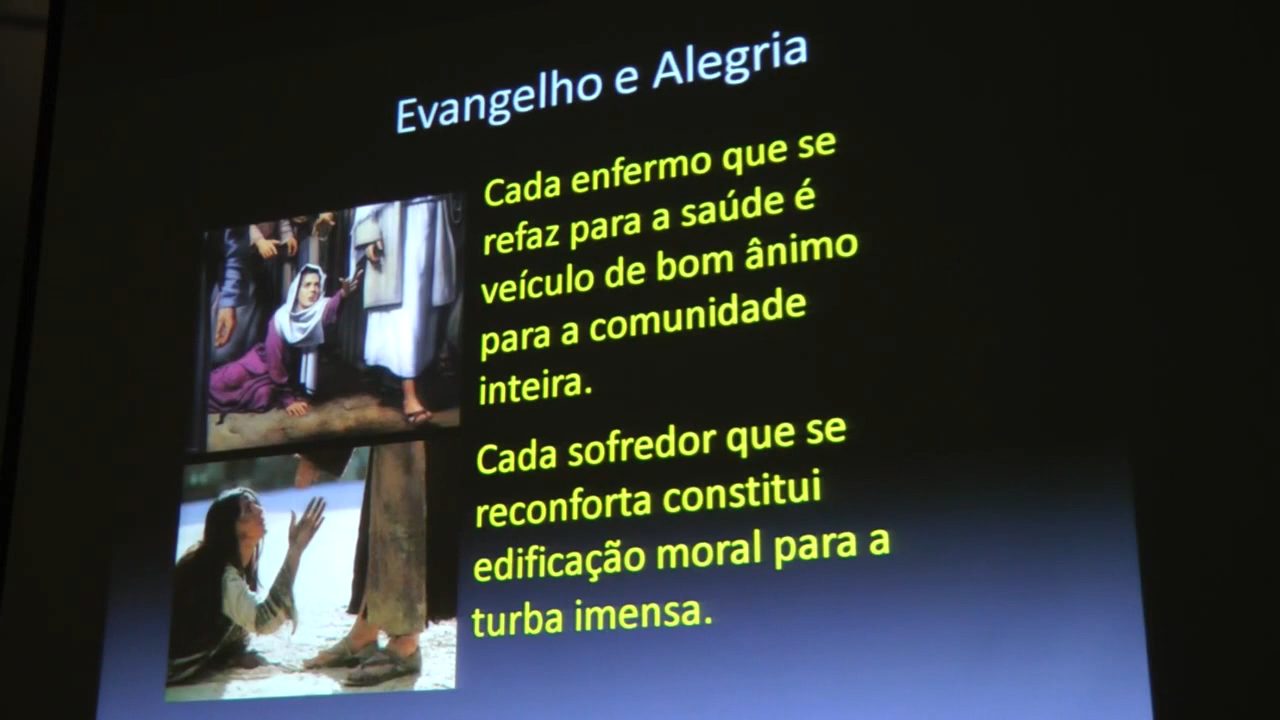 Evangelho e Alegria
Cada enfermo que se
refaz para a saúde é
veículo de bom ânimo
para a comunidade
inteira.
Cada sofredor que se
reconforta constitui
edificação moral para a
turba imensa.